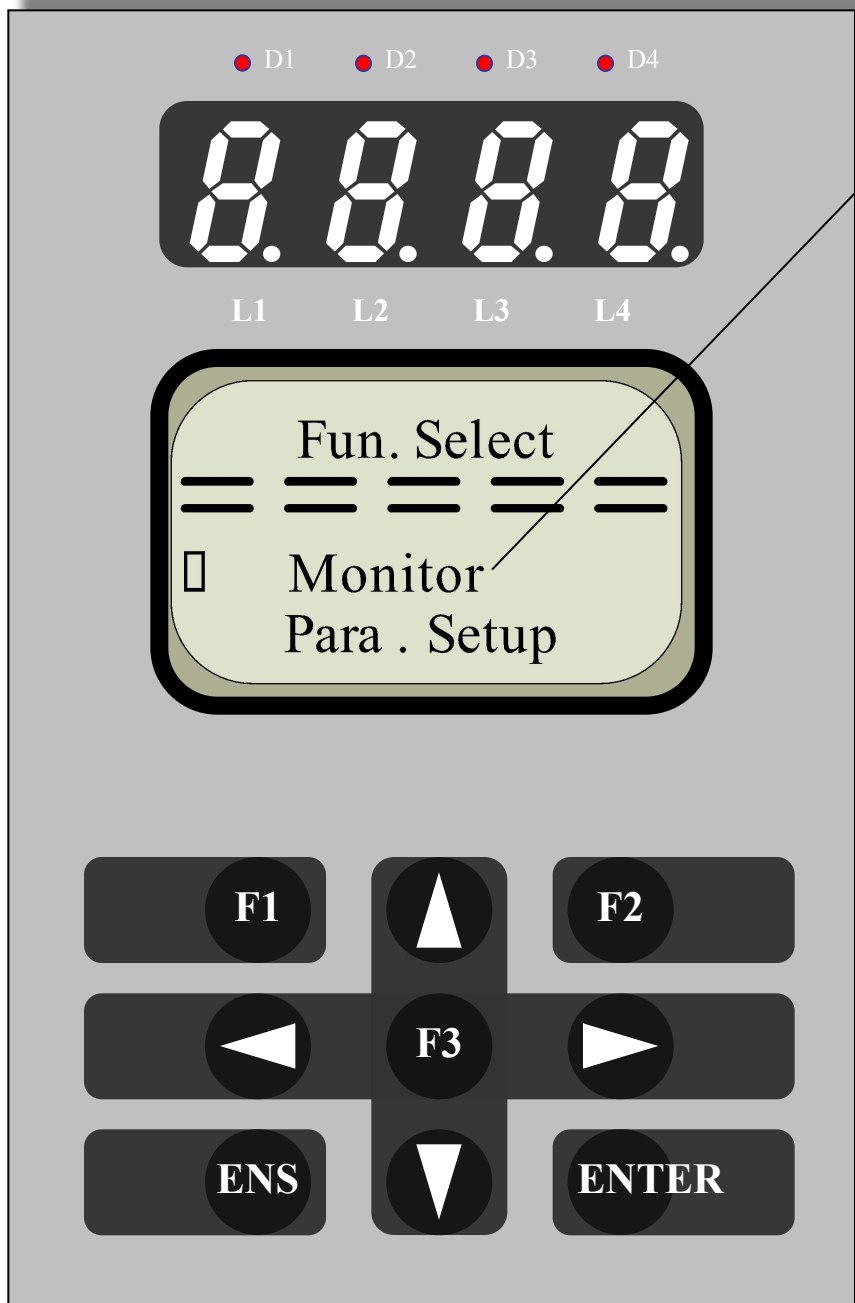 D1 D2 D3 D4
8.8.8.8.
L1 L2 L3 L4
Fun. Select
Monitor
Para . Setup
F1 F2
F3
ENS ENTER